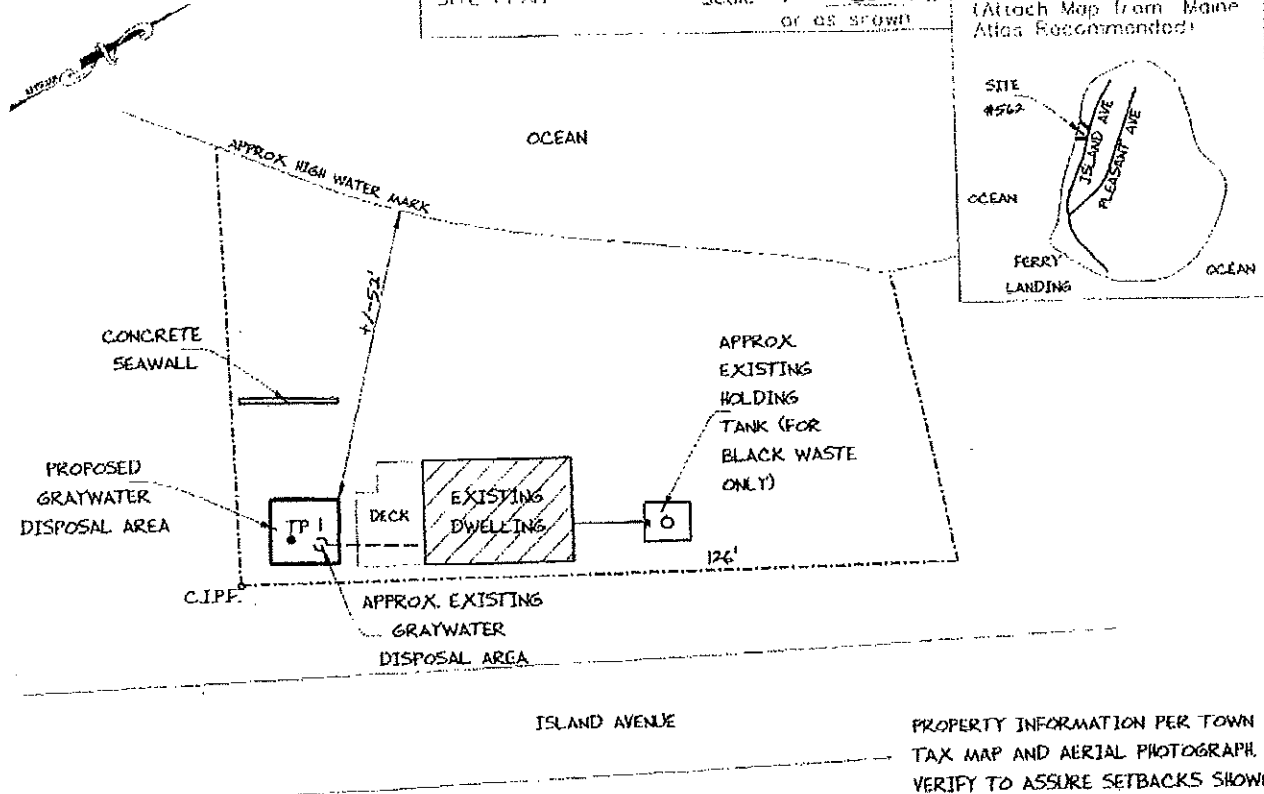 or as shown
(Attach Map from Maine
Atlas Recommended)
SITE
#562
ISLAND AVE
PLEASANT AVE
OCEAN
FERRY
LANDING
OCEAN
OCEAN
APPROX HIGH WATER MARK
+/-52'
CONCRETE
SEAWALL
APPROX
EXISTING
HOLDING
TANK (FOR
BLACK WASTE
ONLY)
PROPOSED
GRAYWATER
DISPOSAL AREA
TP 1
DECK
EXISTING
DWELLING
126'
C.I.P.F.
APPROX. EXISTING
GRAYWATER
DISPOSAL AREA
ISLAND AVENUE
PROPERTY INFORMATION PER TOWN
TAX MAP AND AERIAL PHOTOGRAPH.
VERIFY TO ASSURE SETBACKS